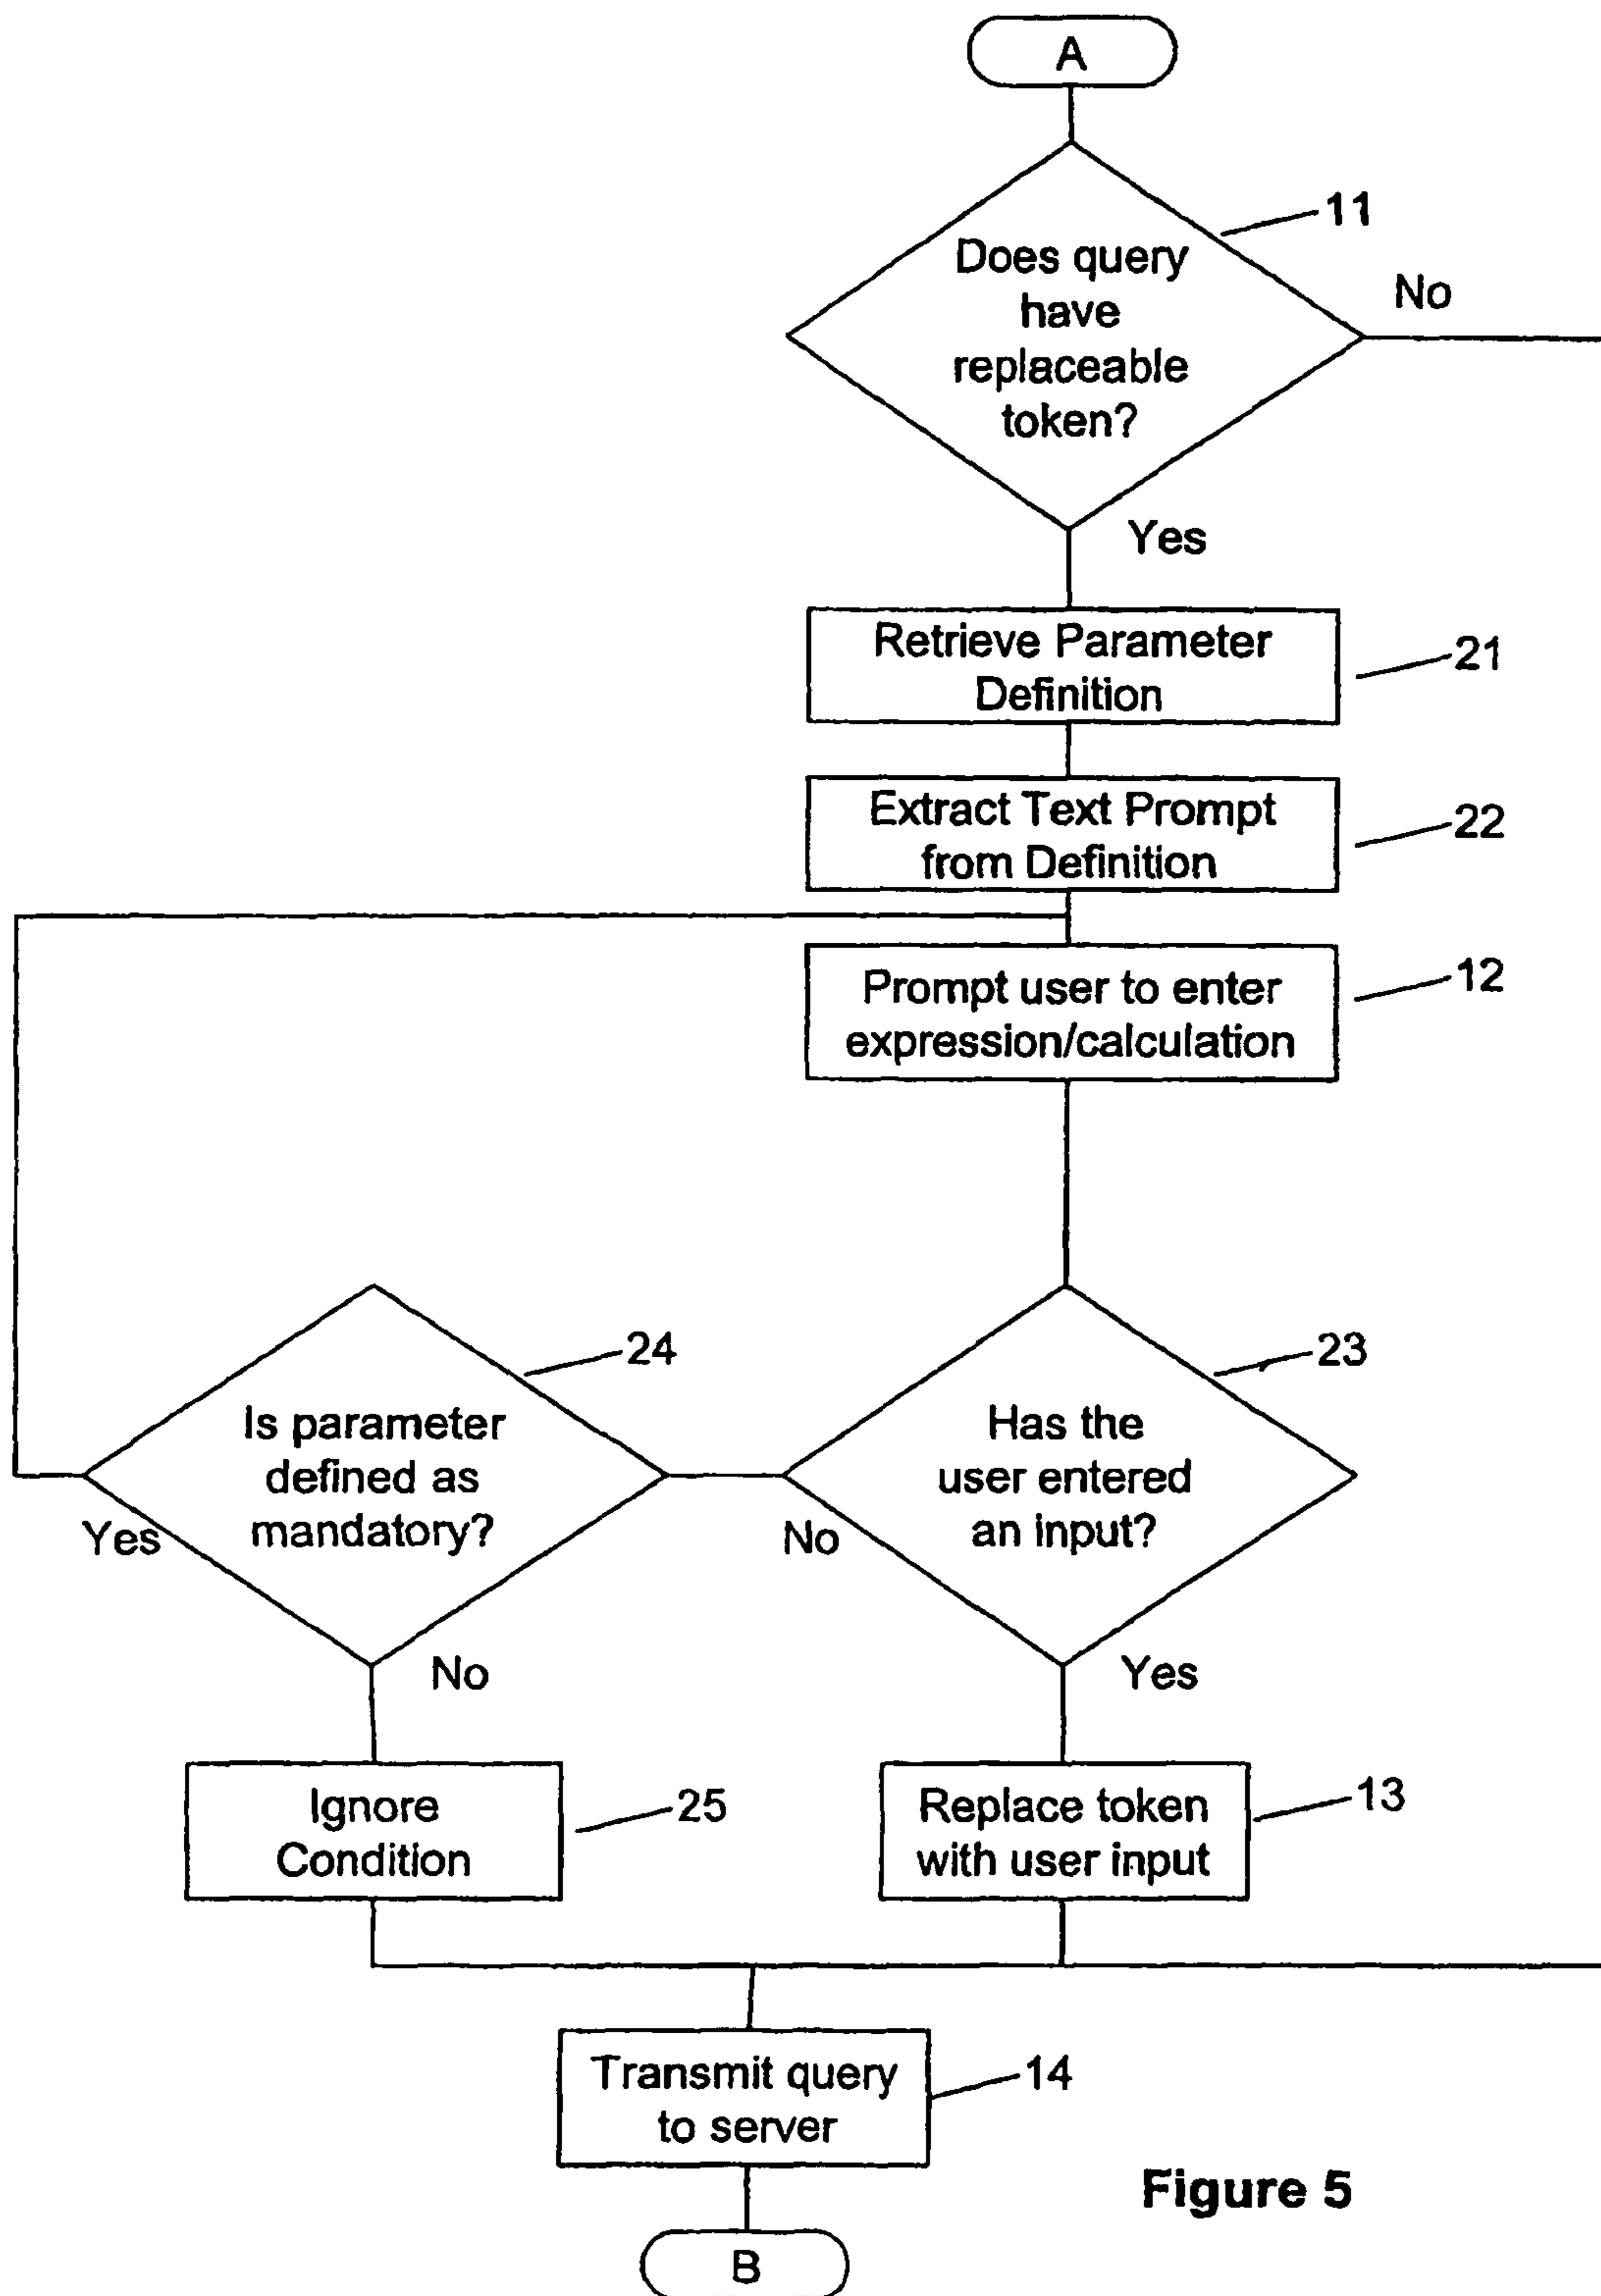 A
11
Does query
have
replaceable
token?
No
Yes
Retrieve Parameter
Definition
21
Extract Text Prompt
from Definition
22
Prompt user to enter
expression/calculation
12
24
Is parameter
defined as
mandatory?
Yes
No
23
Has the
user entered
an input?
No
Yes
Ignore
Condition
25
Replace token
with user input
13
Transmit query
to server
14
Figure 5
B